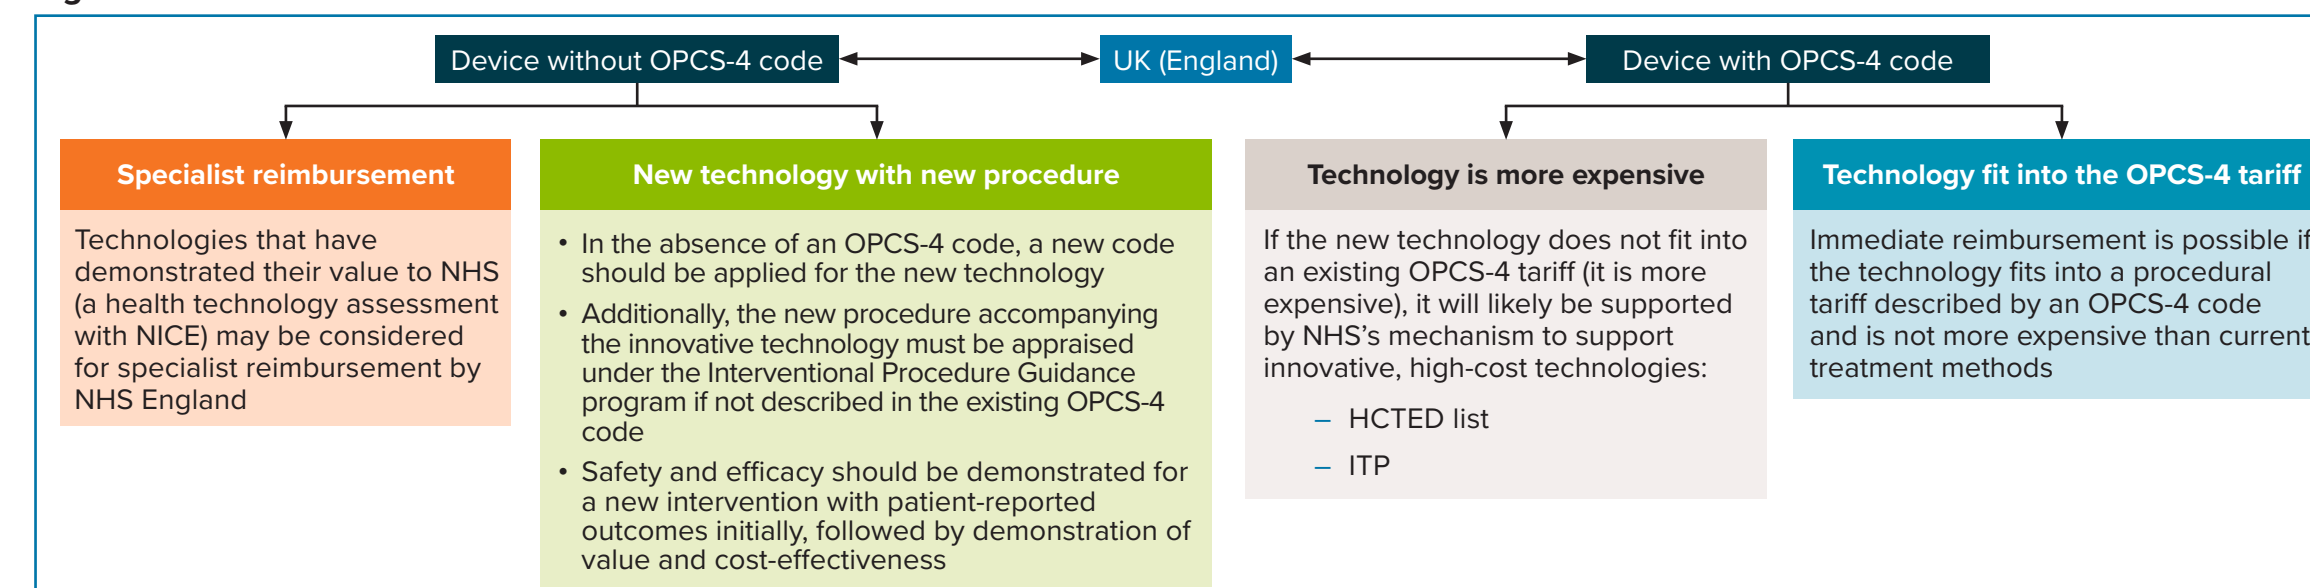 Device without OPCS-4 code
UK (England)
Device with OPCS-4 code
Specialist reimbursement
Technologies that have
demonstrated their value to NHS
(a health technology assessment
with NICE) may be considered
for specialist reimbursement by
NHS England
New technology with new procedure
• In the absence of an OPCS-4 code, a new code
should be applied for the new technology
• Additionally, the new procedure accompanying
the innovative technology must be appraised
under the Interventional Procedure Guidance
program if not described in the existing OPCS-4
code
• Safety and efficacy should be demonstrated for
a new intervention with patient-reported
outcomes initially, followed by demonstration of
value and cost-effectiveness
Technology is more expensive
If the new technology does not fit into
an existing OPCS-4 tariff (it is more
expensive), it will likely be supported
by NHS’s mechanism to support
innovative, high-cost technologies:
– HCTED list
– ITP
Technology fit into the OPCS-4 tariff
Immediate reimbursement is possible if
the technology fits into a procedural
tariff described by an OPCS-4 code
and is not more expensive than current
treatment methods